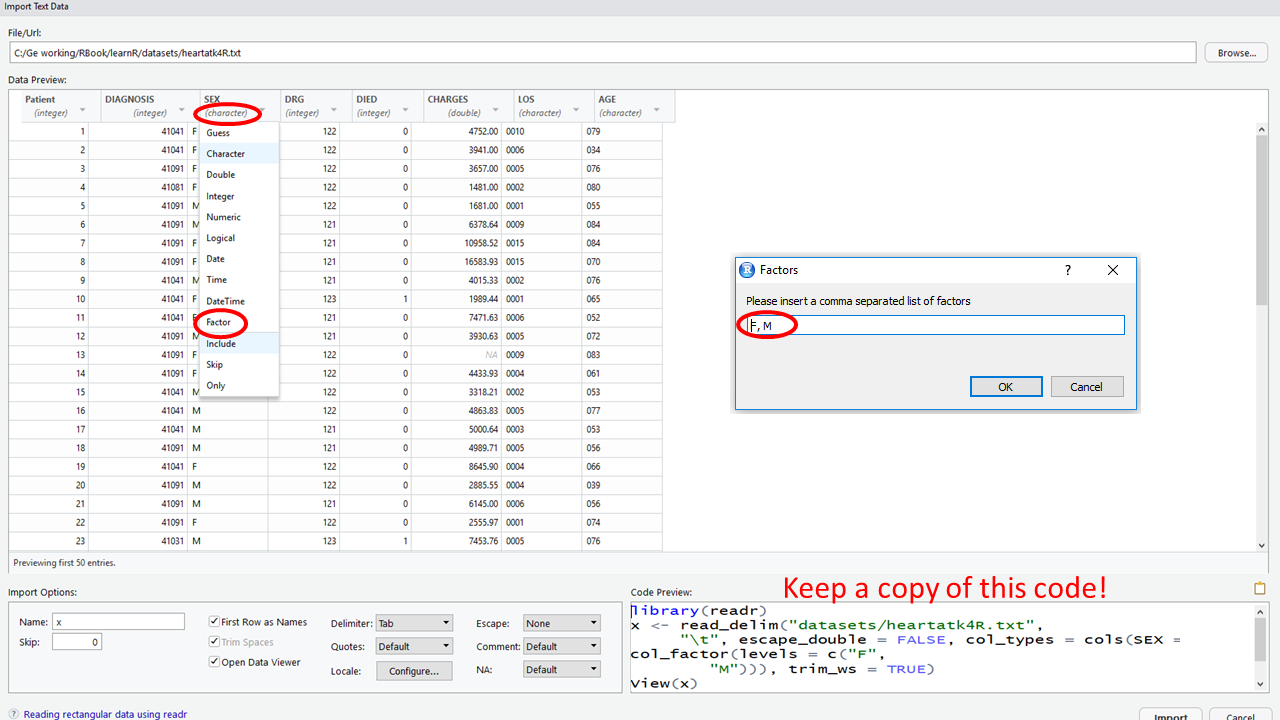 Import Text Data
File/Url:
C:/Ge working/RBook/learnR/datasets/heartatk4R.txt
Browse...
Data Preview:
Patient DIAGNOSIS SEX DRG DIED CHARGES LOS AGE
(integer) (integer) (character) (integer) (integer) (double) (character) (character)
1 41041 F 122 0 4752.00 0010 079
2 41041 F 122 0 3941.00 0006 034
3 41091 F 122 0 3657.00 0005 076
4 41081 F 122 0 1481.00 0002 080
5 41091 M 122 0 1681.00 0001 055
6 41091 M 121 0 6378.64 0009 084
7 41091 F 121 0 10958.52 0015 084
8 41091 F 121 0 16583.93 0015 070
9 41041 M 121 0 4015.33 0002 076
10 41041 F 123 1 1989.44 0001 065
11 41041 F 121 0 7471.63 0006 052
12 41091 M 121 0 3930.63 0005 072
13 41091 F 122 0 NA 0009 083
14 41091 F 122 0 4433.93 0004 061
15 41041 M 122 0 3318.21 0002 053
16 41041 M 122 0 4863.83 0005 077
17 41041 M 121 0 5000.64 0003 053
18 41091 M 121 0 4989.71 0005 056
19 41041 F 122 0 8645.90 0004 066
20 41091 M 122 0 2885.55 0004 039
21 41091 M 121 0 6145.00 0006 056
22 41091 F 122 0 2555.97 0001 074
23 41031 M 123 1 7453.76 0005 076
Guess
Character
Double
Integer
Numeric
Logical
Date
Time
DateTime
Factor
Include
Skip
Only
R Factors ?
Please insert a comma separated list of factors
F, M
OK Cancel
Previewing first 50 entries.
Import Options:
Name: x
Skip: 0
First Row as Names
Trim Spaces
Open Data Viewer
Delimiter: Tab
Quotes: Default
Locale: Configure...
Escape: None
Comment: Default
NA: Default
Keep a copy of this code!
Code Preview:
library(readr)
x <- read_delim("datasets/heartatk4R.txt",
"\t", escape_double = FALSE, col_types = cols(SEX =
col_factor(levels = c("F",
"M"))), trim_ws = TRUE)
View(x)
? Reading rectangular data using readr
Import Cancel